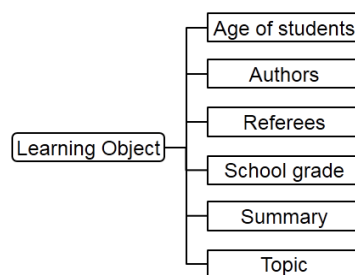 Age of students
Authors
Referees
Learning Object
School grade
Summary
Topic